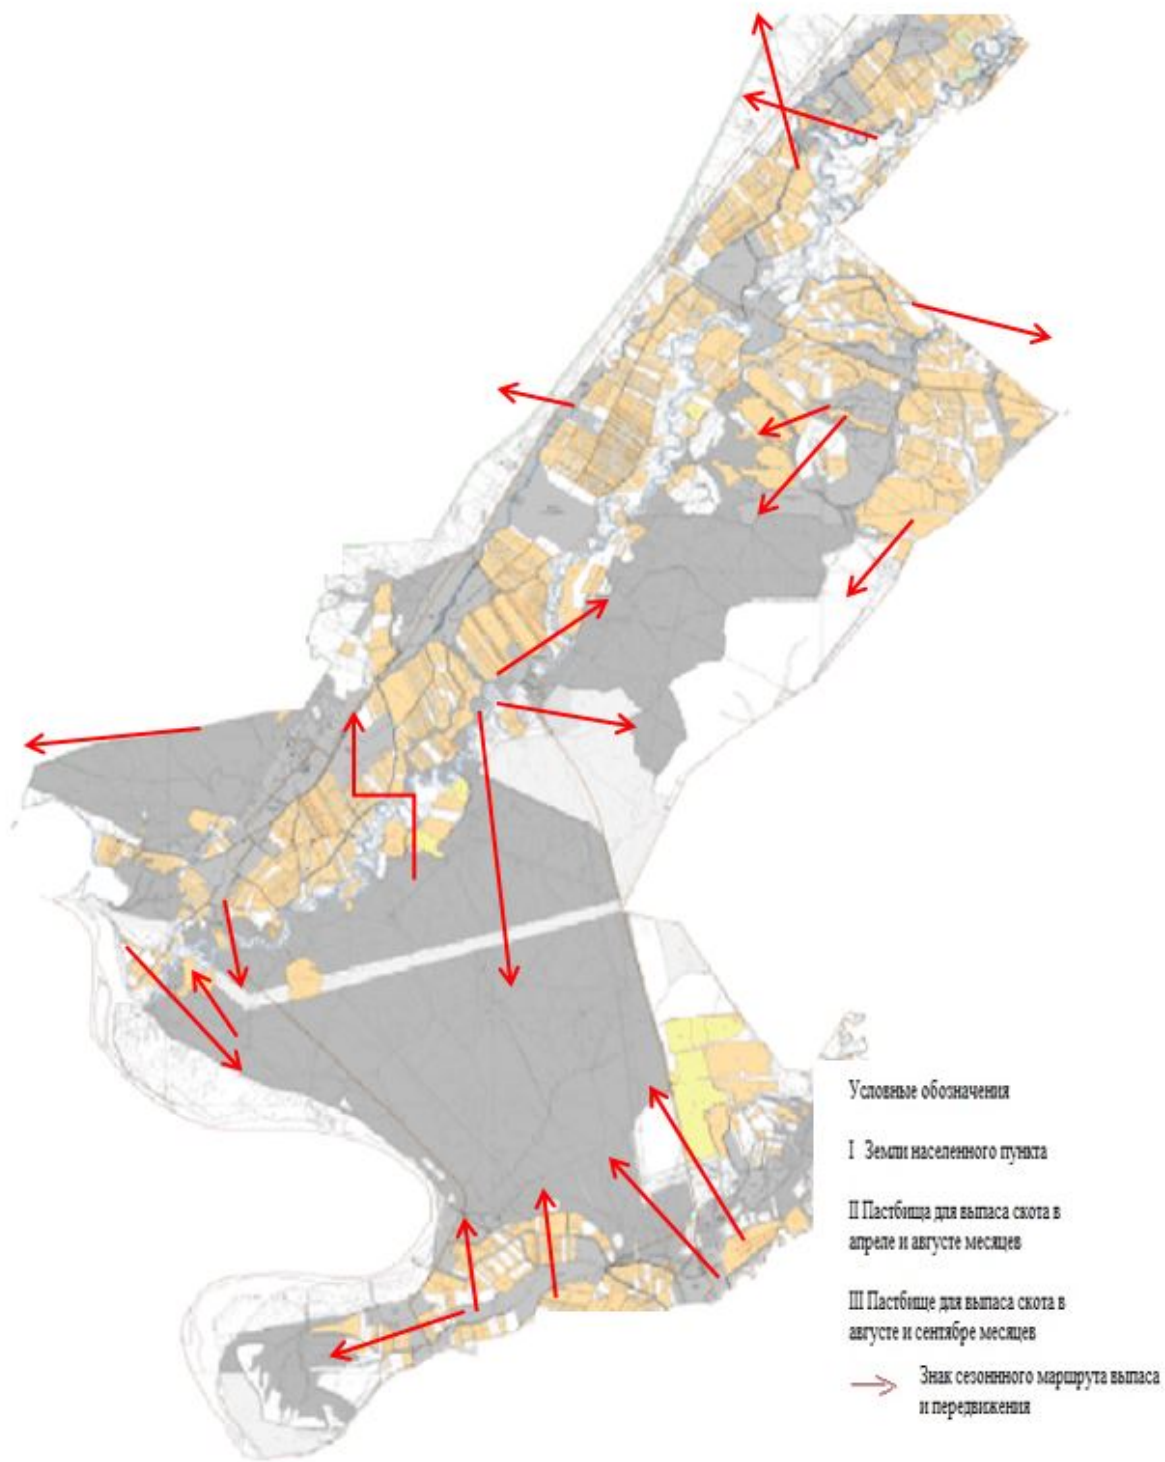 Условные обозначения
I Земли населенного пункта
II Пастбища для выпаса скота в
апреле и августе месяцев
III Пастбище для выпаса скота в
августе и сентябре месяцев
Знак сезоннного маршрута выпаса
и передвижения